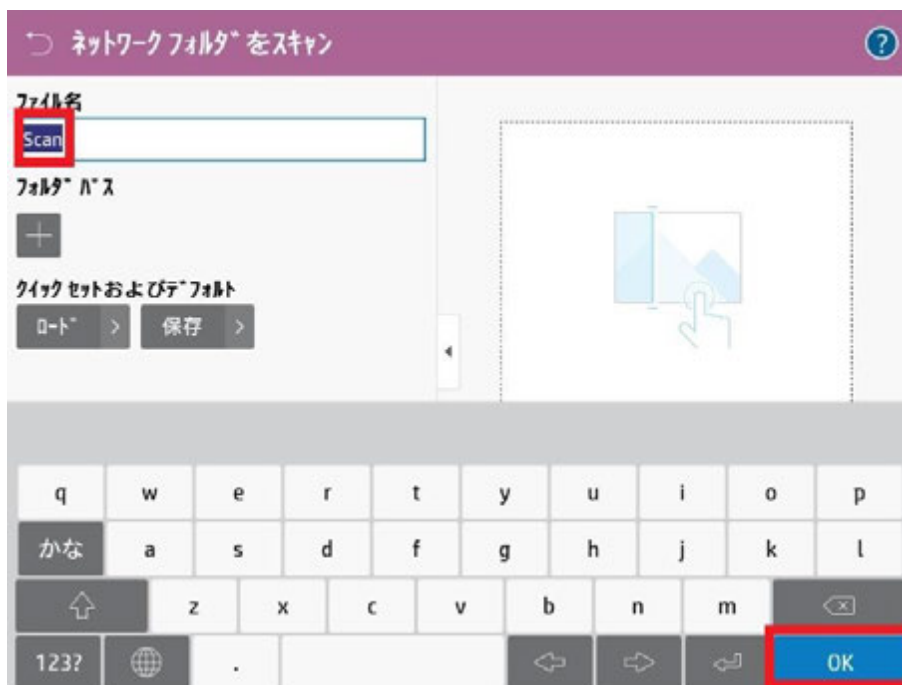 ネットワーク フォルダをスキャン
?
ファイル名
Scan
フォルダ パス
クイック セットおよびデフォルト
ロード > 保存 >
q w e r t y u i o p
かな a s d f g h j k l
z x c v b n m
123? . OK